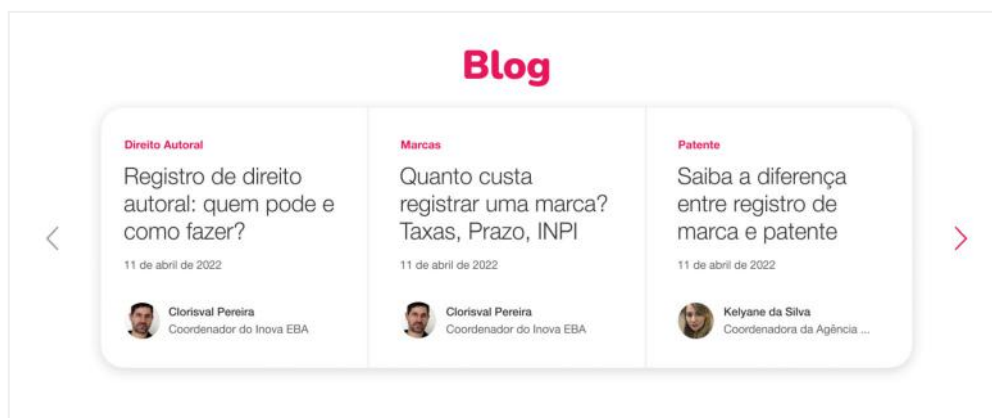 Blog
Direito Autoral
Registro de direito
autoral: quem pode e
como fazer?
11 de abril de 2022
Clorisval Pereira
Coordenador do Inova EBA
Marcas
Quanto custa
registrar uma marca?
Taxas, Prazo, INPI
11 de abril de 2022
Clorisval Pereira
Coordenador do Inova EBA
Patente
Saiba a diferença
entre registro de
marca e patente
11 de abril de 2022
Kelyane da Silva
Coordenadora da Agência ...